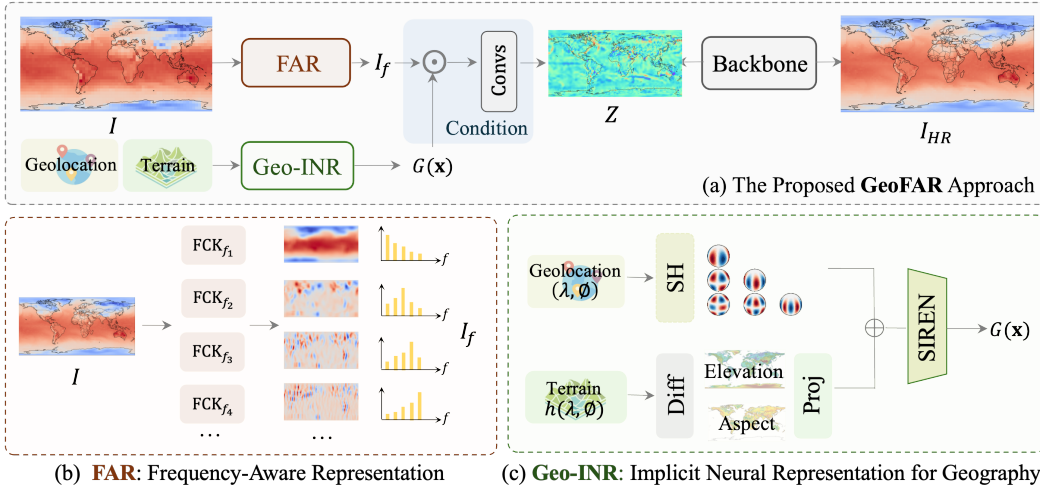 I
FAR
I_f
⊙
Convs
Condition
Z
Backbone
I_HR
Geolocation
Terrain
Geo-INR
G(x)
(a) The Proposed GeoFAR Approach
I
FCK_f1
FCK_f2
FCK_f3
FCK_f4
...
...
f
f
f
f
I_f
(b) FAR: Frequency-Aware Representation
Geolocation
(λ, ∅)
SH
Terrain
h(λ, ∅)
Diff
Elevation
Aspect
Proj
⊕
SIREN
G(x)
(c) Geo-INR: Implicit Neural Representation for Geography